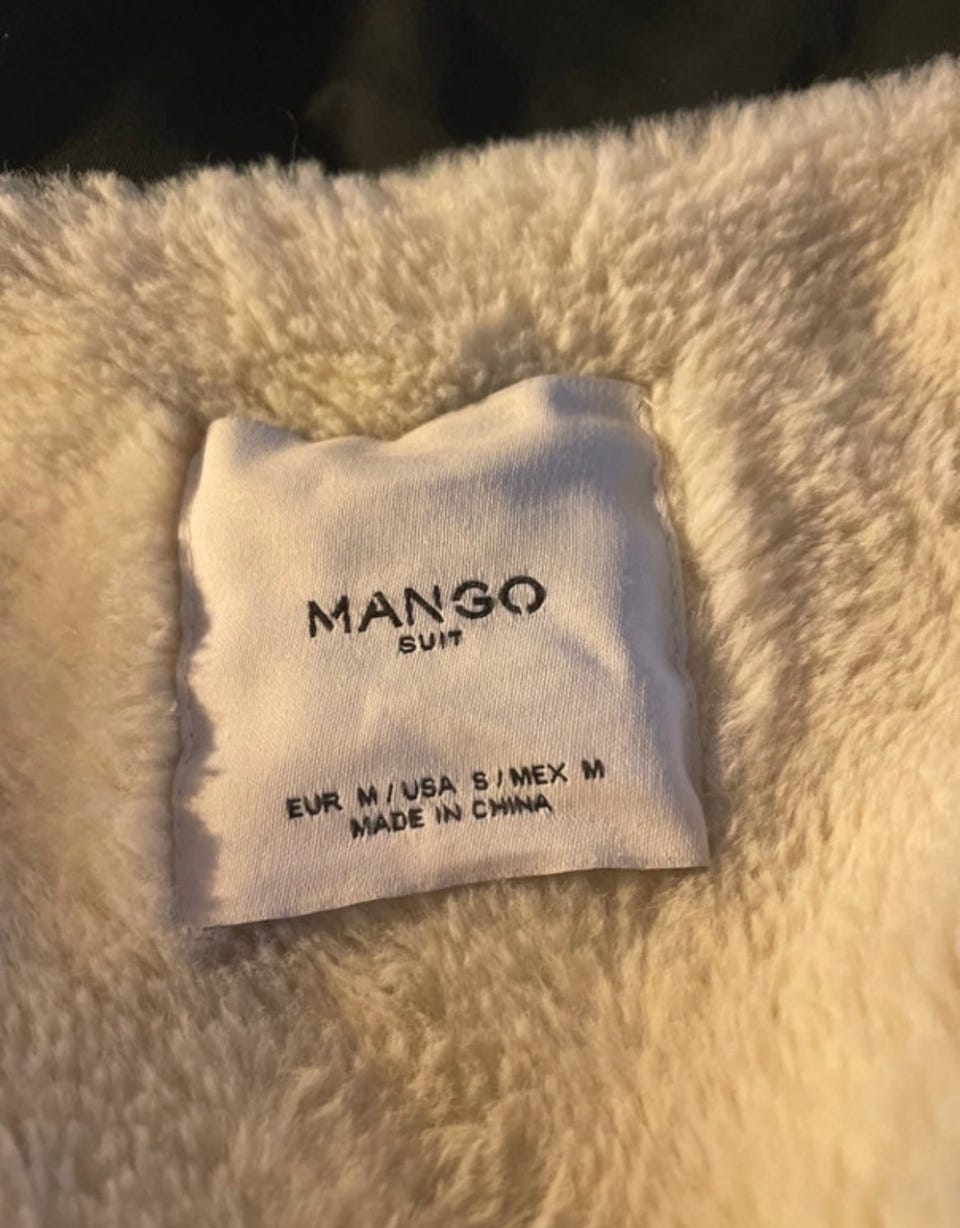 MANGO
SUIT
EUR M / USA S / MEX M
MADE IN CHINA